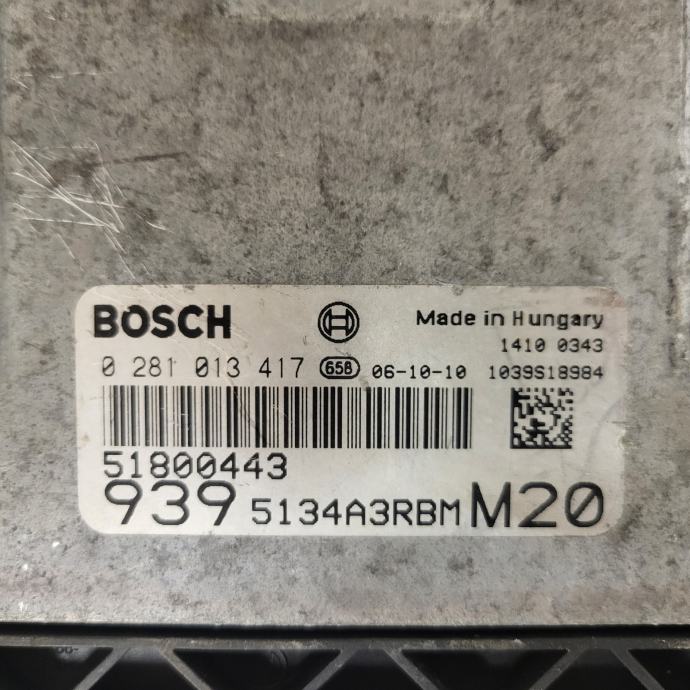 BOSCH Made in Hungary
1410 0343
0 281 013 417 658 06-10-10 1039S18984
51800443
939 5134A3RBM M20